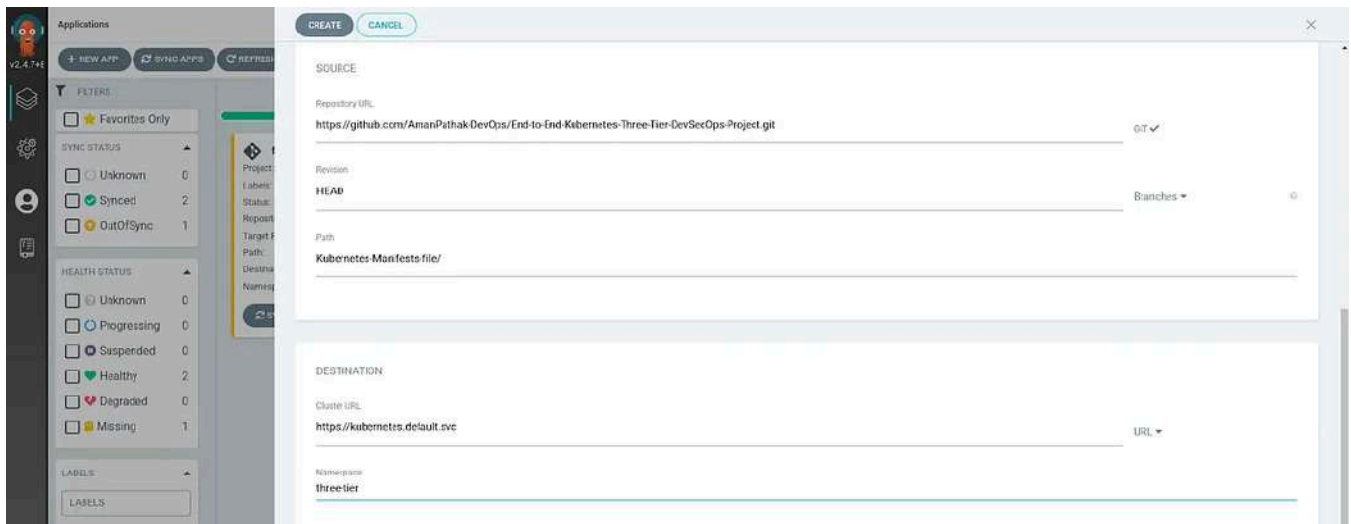 Applications
CREATE
CANCEL
v2.4.7+
+ NEW APP
SYNC APPS
REFRESH
FILTERS
Favorites Only
SYNC STATUS
Unknown 0
Synced 2
OutOfSync 1
HEALTH STATUS
Unknown 0
Progressing 0
Suspended 0
Healthy 2
Degraded 0
Missing 1
LABELS
LABELS
Project:
Labels:
Status:
Reposit
Target R
Path:
Destina
Namesp
SOURCE
Repository URL
https://github.com/AmanPathak-DevOps/End-to-End-Kubernetes-Three-Tier-DevSecOps-Project.git
GIT
Revision
HEAD
Branches
Path
Kubernetes-Manifests-file/
DESTINATION
Cluster URL
https://kubernetes.default.svc
URL
Namespace
three-tier